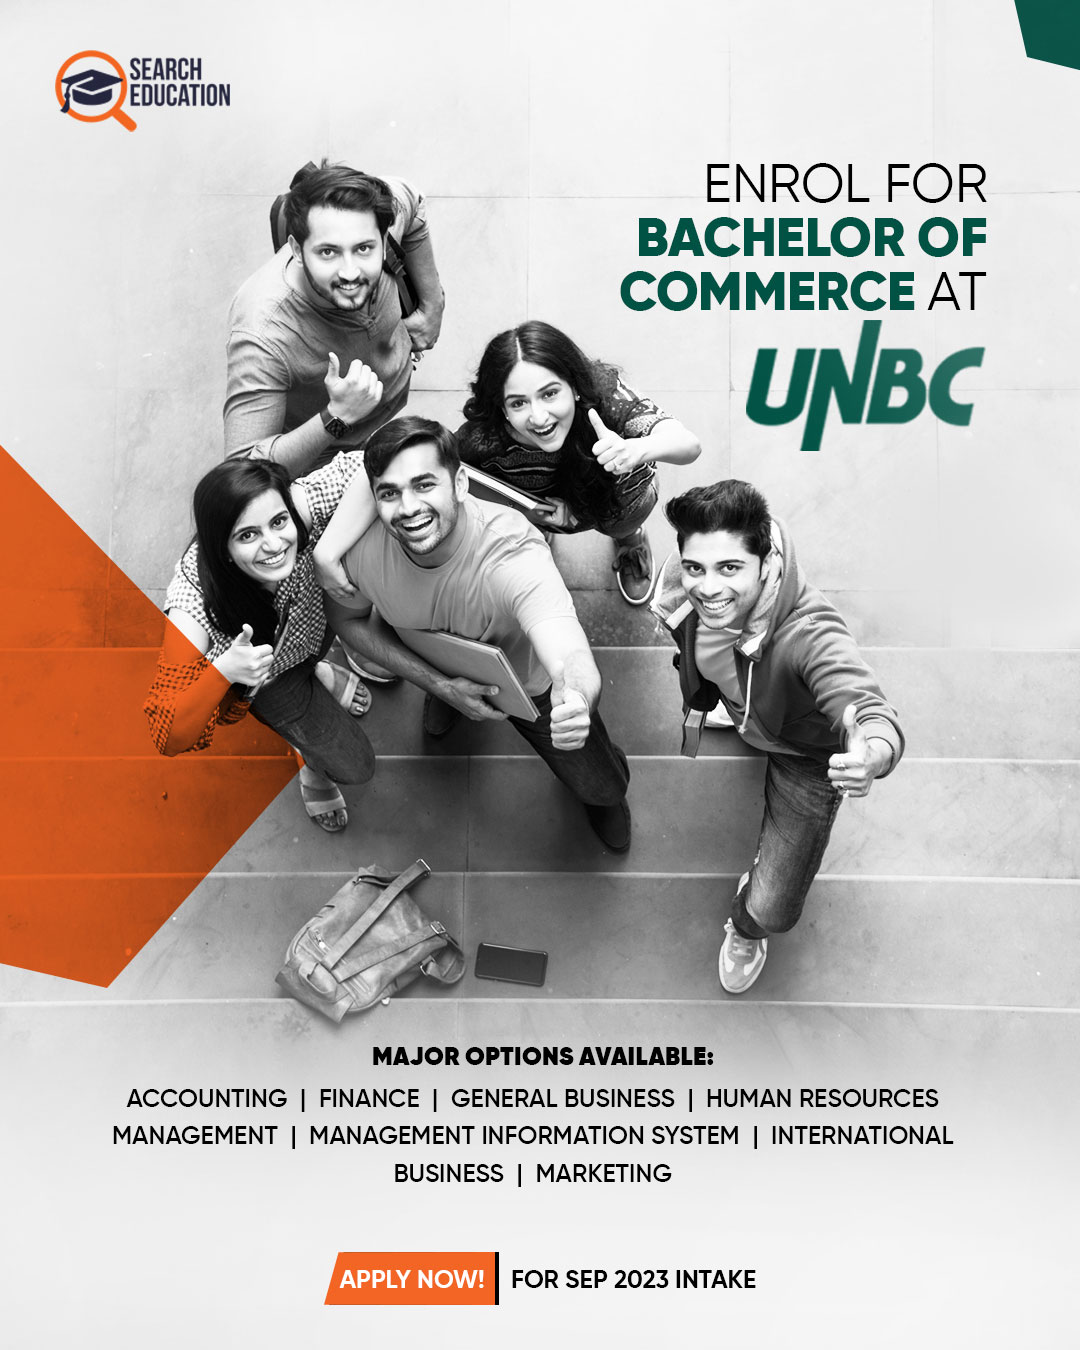 SEARCH
EDUCATION
ENROL FOR
BACHELOR OF
COMMERCE AT
UNBC
MAJOR OPTIONS AVAILABLE:
ACCOUNTING | FINANCE | GENERAL BUSINESS | HUMAN RESOURCES
MANAGEMENT | MANAGEMENT INFORMATION SYSTEM | INTERNATIONAL
BUSINESS | MARKETING
APPLY NOW! FOR SEP 2023 INTAKE